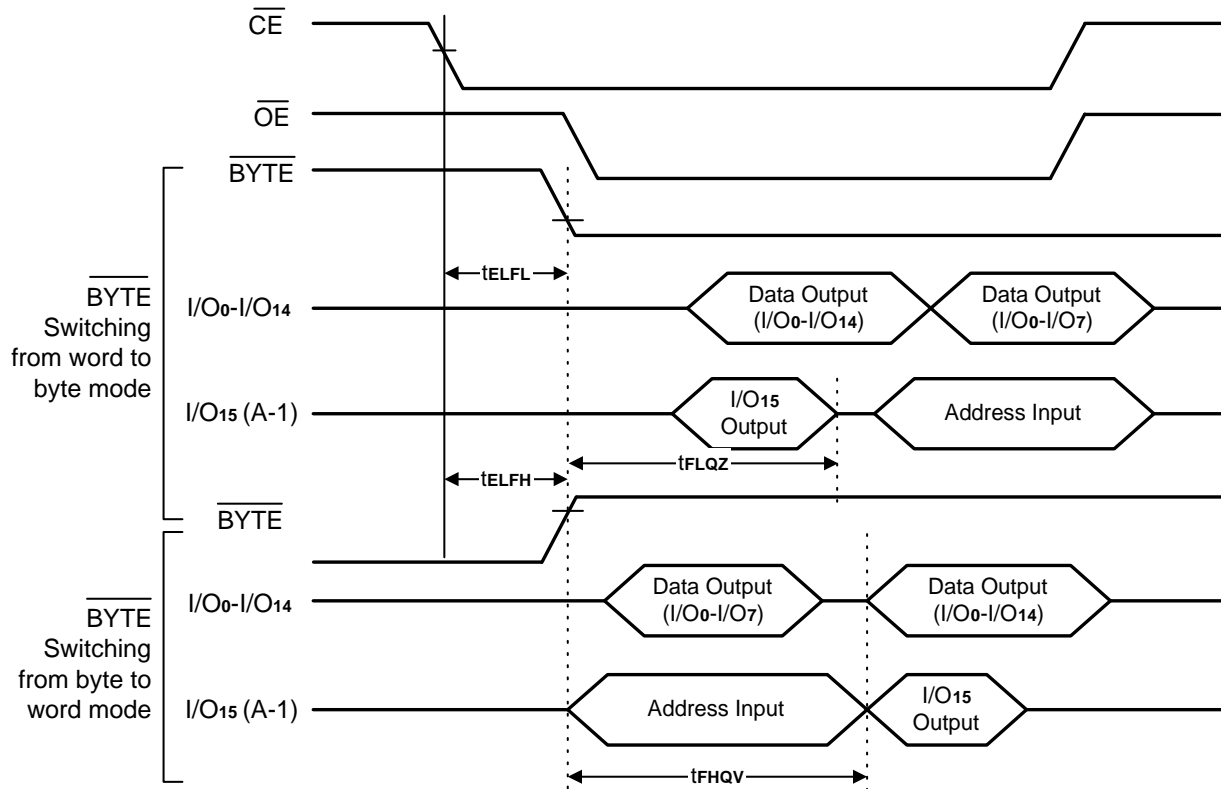 CE
OE
BYTE
tELFL
BYTE
Switching
from word to
byte mode
I/O0-I/O14
Data Output
(I/O0-I/O14)
Data Output
(I/O0-I/O7)
I/O15 (A-1)
I/O15
Output
Address Input
tELFH
tFLQZ
BYTE
BYTE
Switching
from byte to
word mode
I/O0-I/O14
Data Output
(I/O0-I/O7)
Data Output
(I/O0-I/O14)
I/O15 (A-1)
Address Input
I/O15
Output
tFHQV